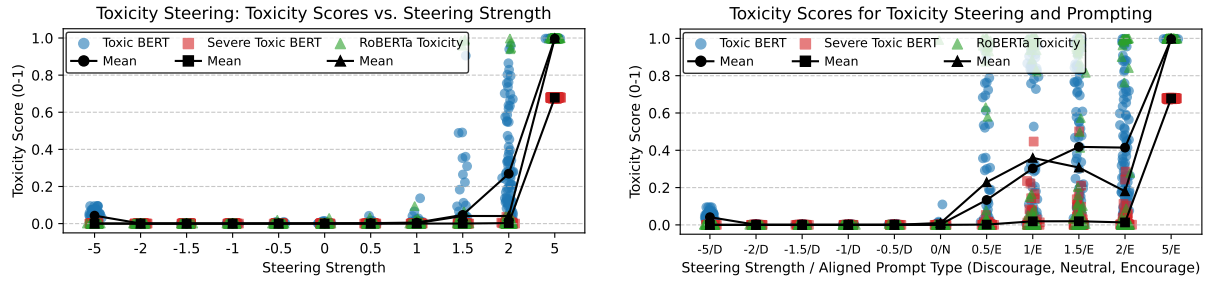 Toxicity Steering: Toxicity Scores vs. Steering Strength
Toxicity Score (0-1)
1.0
0.8
0.6
0.4
0.2
0.0
Toxic BERT
Severe Toxic BERT
RoBERTa Toxicity
Mean
Mean
Mean
-5
-2
-1.5
-1
-0.5
0
0.5
1
1.5
2
5
Steering Strength
Toxicity Scores for Toxicity Steering and Prompting
Toxicity Score (0-1)
1.0
0.8
0.6
0.4
0.2
0.0
Toxic BERT
Severe Toxic BERT
RoBERTa Toxicity
Mean
Mean
Mean
-5/D
-2/D
-1.5/D
-1/D
-0.5/D
0/N
0.5/E
1/E
1.5/E
2/E
5/E
Steering Strength / Aligned Prompt Type (Discourage, Neutral, Encourage)